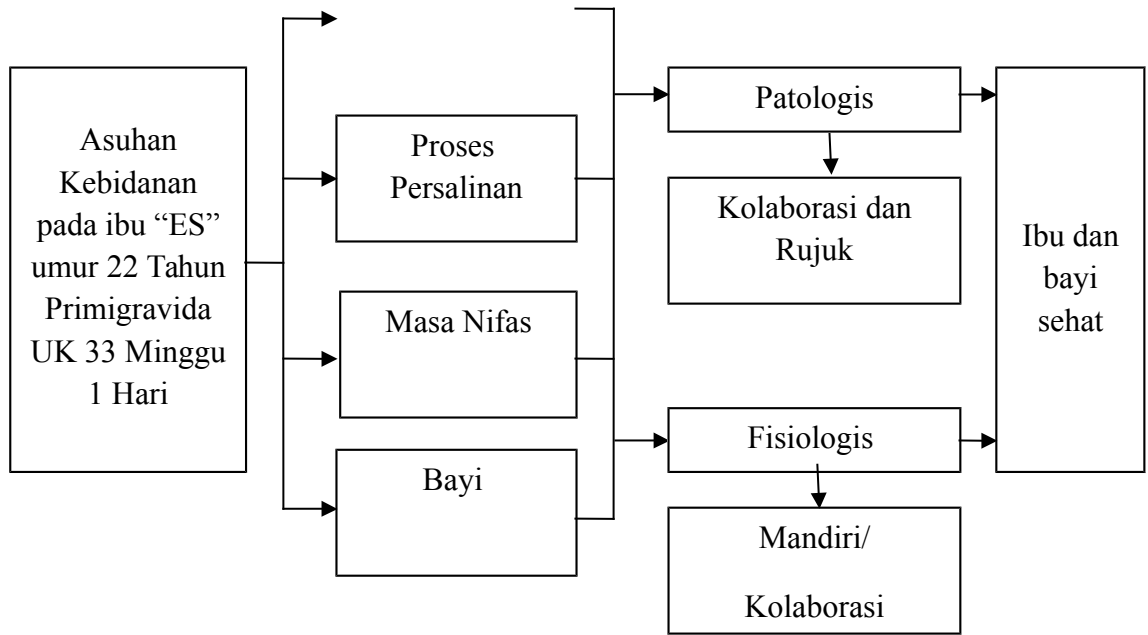 Asuhan
Kebidanan
pada ibu “ES”
umur 22 Tahun
Primigravida
UK 33 Minggu
1 Hari
Proses
Persalinan
Masa Nifas
Bayi
Patologis
Kolaborasi dan
Rujuk
Fisiologis
Mandiri/
Kolaborasi
Ibu dan
bayi
sehat